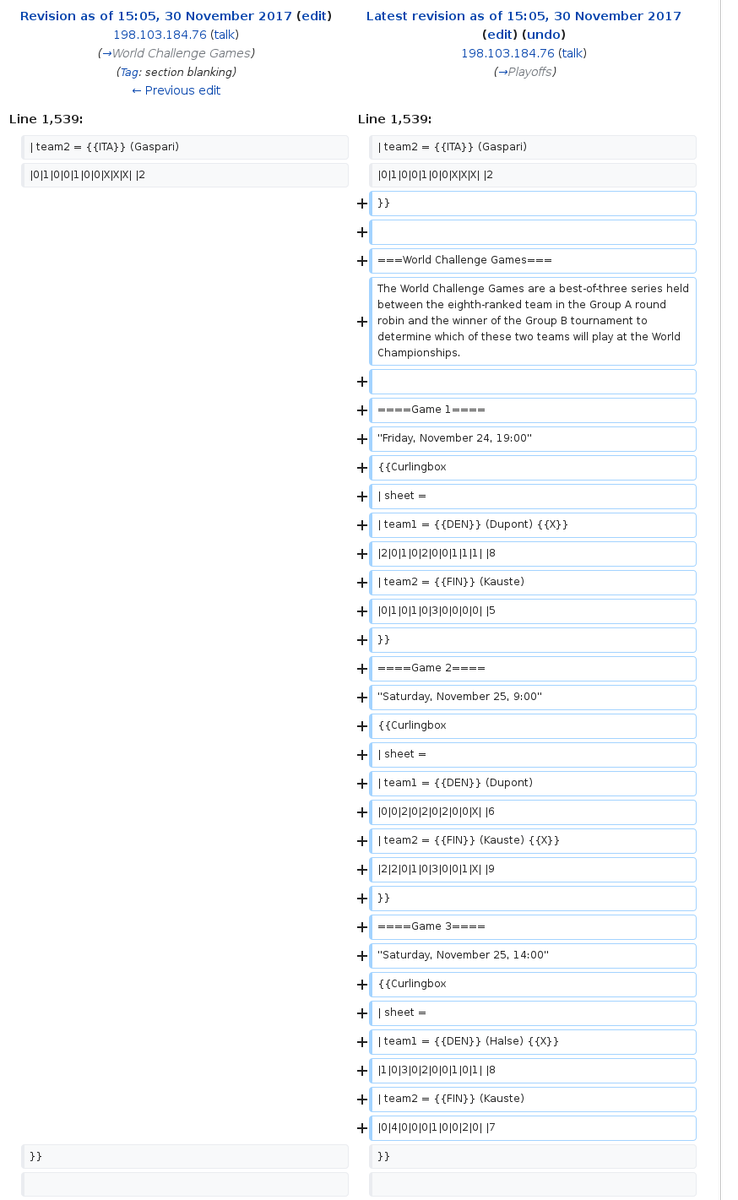 Revision as of 15:05, 30 November 2017 (edit)
198.103.184.76 (talk)
(→World Challenge Games)
(Tag: section blanking)
← Previous edit
Latest revision as of 15:05, 30 November 2017
(edit) (undo)
198.103.184.76 (talk)
(→Playoffs)
Line 1,539:
Line 1,539:
| team2 = {{ITA}} (Gaspari)
| team2 = {{ITA}} (Gaspari)
|0|1|0|0|1|0|0|X|X|X| |2
|0|1|0|0|1|0|0|X|X|X| |2
+ }}
+
+ ===World Challenge Games===
The World Challenge Games are a best-of-three series held
between the eighth-ranked team in the Group A round
+ robin and the winner of the Group B tournament to
determine which of these two teams will play at the World
Championships.
+
+ ====Game 1====
+ ''Friday, November 24, 19:00''
+ {{Curlingbox
+ | sheet =
+ | team1 = {{DEN}} (Dupont) {{X}}
+ |2|0|1|0|2|0|0|1|1|1| |8
+ | team2 = {{FIN}} (Kauste)
+ |0|1|0|1|0|3|0|0|0|0| |5
+ }}
+ ====Game 2====
+ ''Saturday, November 25, 9:00''
+ {{Curlingbox
+ | sheet =
+ | team1 = {{DEN}} (Dupont)
+ |0|0|2|0|2|0|2|0|0|X| |6
+ | team2 = {{FIN}} (Kauste) {{X}}
+ |2|2|0|1|0|3|0|0|1|X| |9
+ }}
+ ====Game 3====
+ ''Saturday, November 25, 14:00''
+ {{Curlingbox
+ | sheet =
+ | team1 = {{DEN}} (Halse) {{X}}
+ |1|0|3|0|2|0|0|1|0|1| |8
+ | team2 = {{FIN}} (Kauste)
+ |0|4|0|0|0|1|0|0|2|0| |7
}}
}}